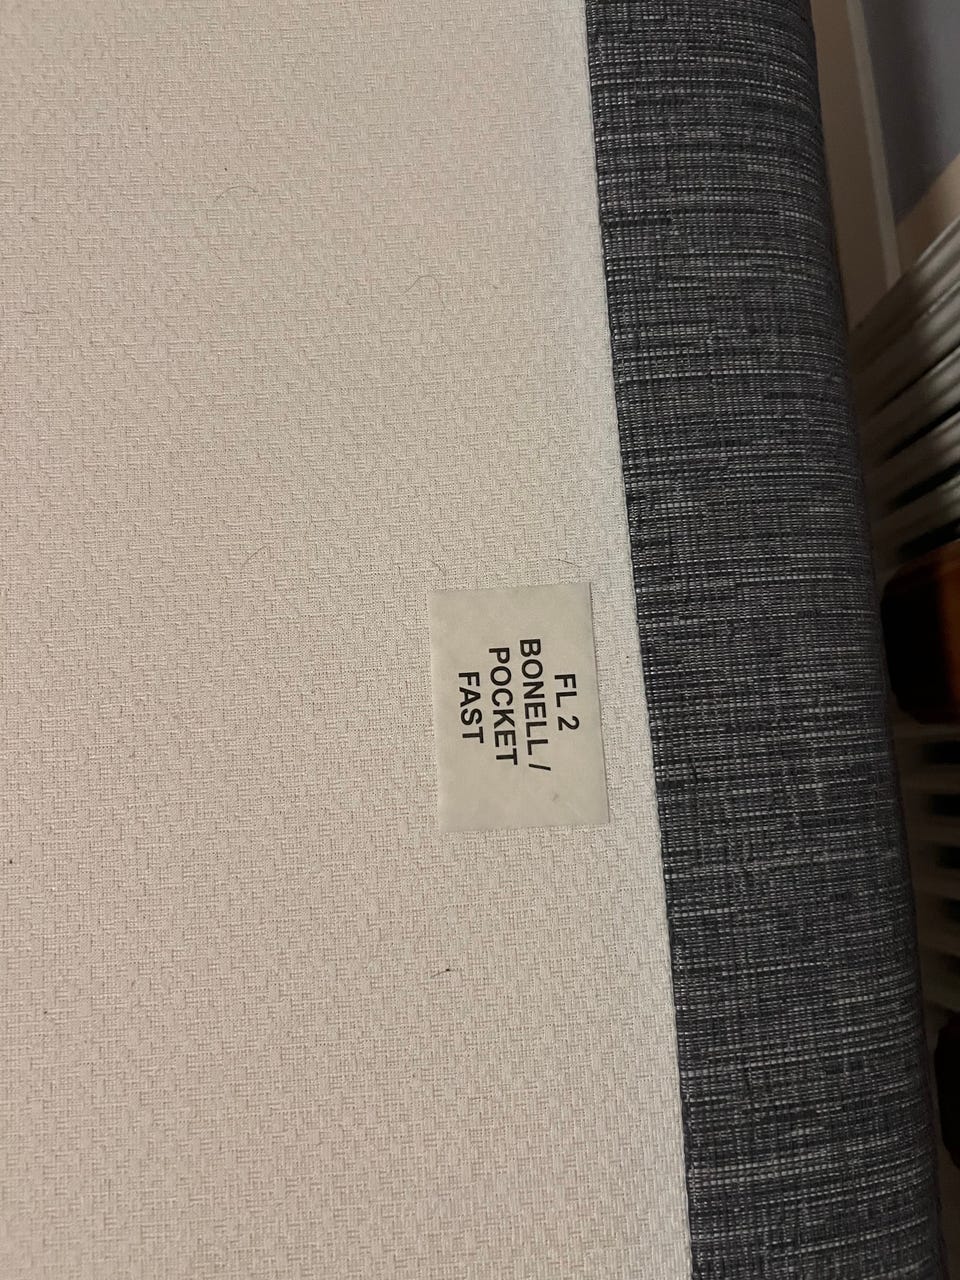 FL 2
BONELL /
POCKET
FAST